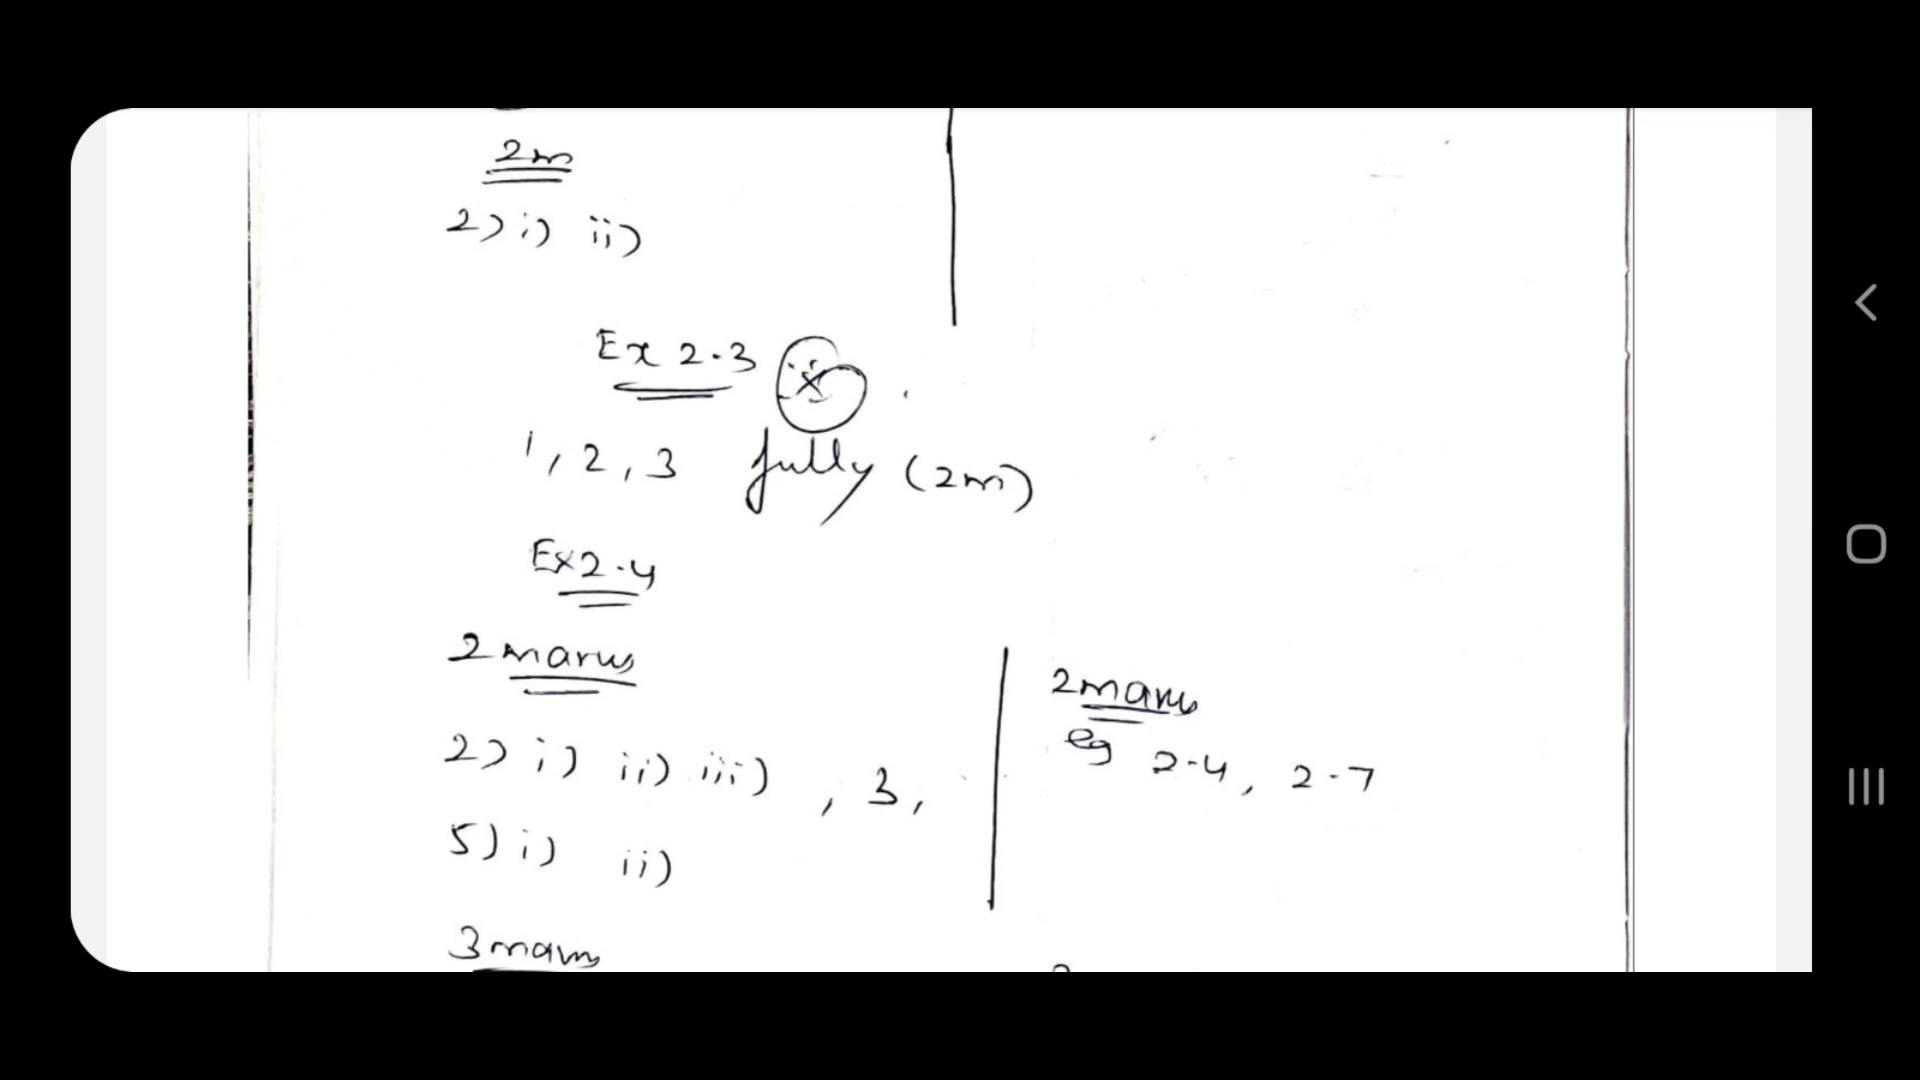 2m
2) i) ii)
Ex 2.3
1, 2, 3 fully (2m)
Ex 2.4
2 marks
2) i) ii) iii) , 3,
5) i) ii)
2 marks
eg 2.4, 2.7
3 marks